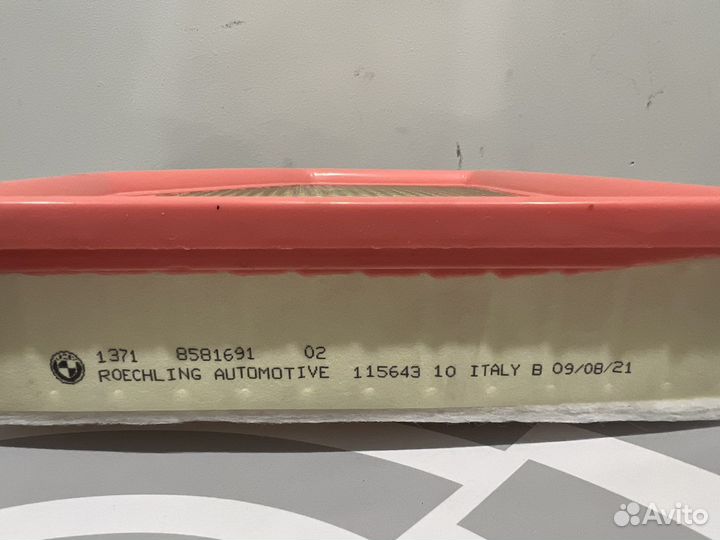 1371 8581691 02
ROECHLING AUTOMOTIVE 115643 10 ITALY B 09/08/21
Avito